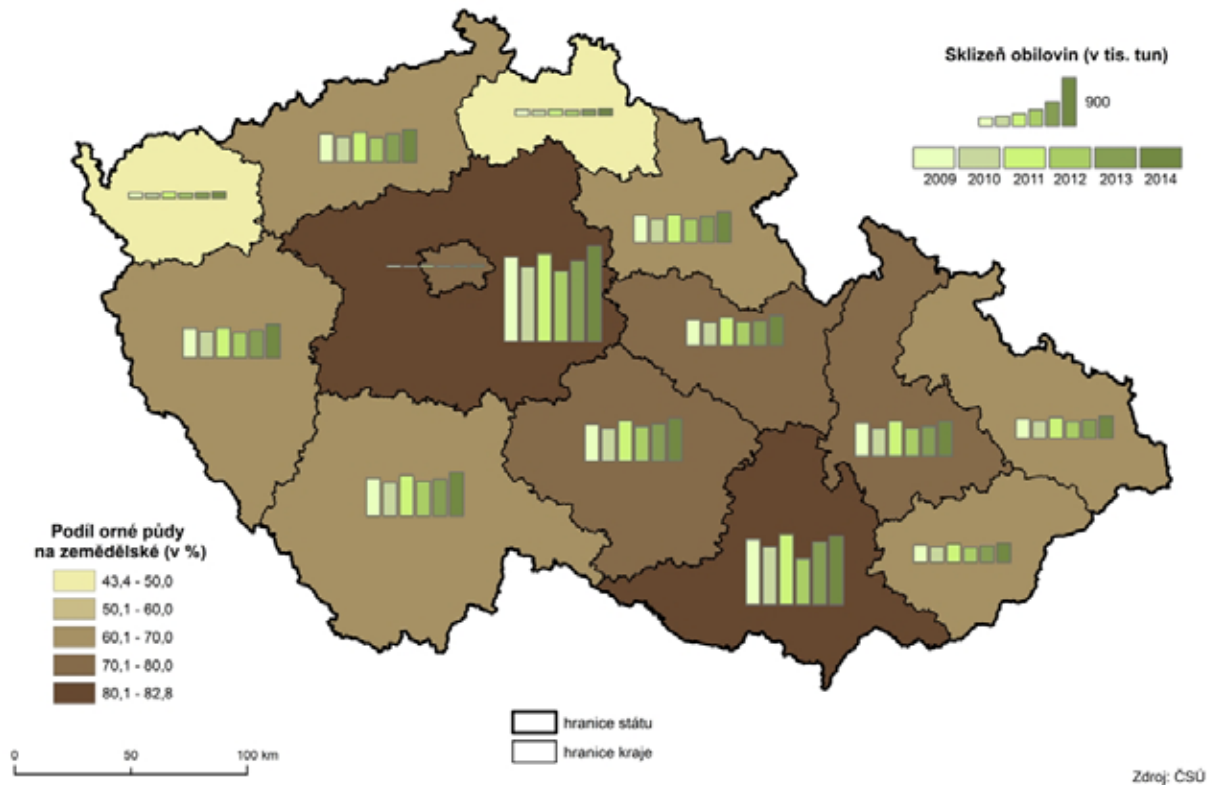 Sklizeň obilovin (v tis. tun)
900
2009 2010 2011 2012 2013 2014
Podíl orné půdy
na zemědělské (v %)
43,4 - 50,0
50,1 - 60,0
60,1 - 70,0
70,1 - 80,0
80,1 - 82,8
hranice státu
hranice kraje
0 50 100 km
Zdroj: ČSÚ